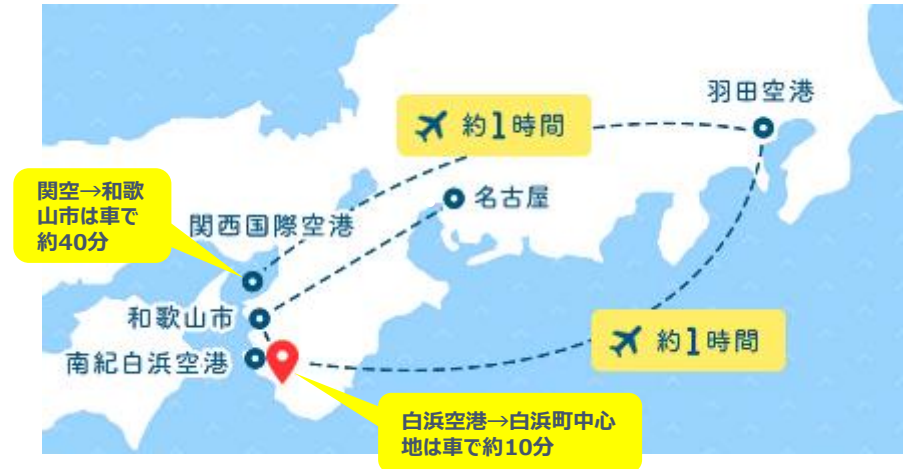 羽田空港
約1時間
関空→和歌
山市は車で
約40分
名古屋
関西国際空港
和歌山市
約1時間
南紀白浜空港
白浜空港→白浜町中心
地は車で約10分